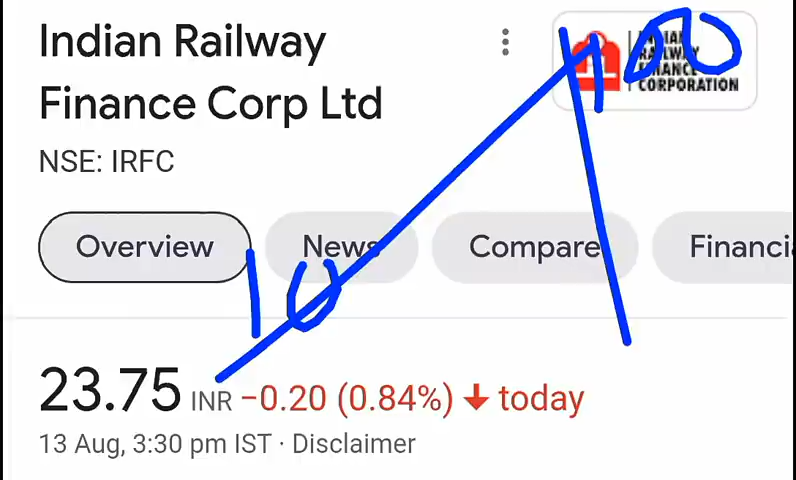 Indian Railway
Finance Corp Ltd
NSE: IRFC
INDIAN
RAILWAY
FINANCE
CORPORATION
100
Overview
News
Compare
10
23.75 INR −0.20 (0.84%) ↓ today
13 Aug, 3:30 pm IST · Disclaimer